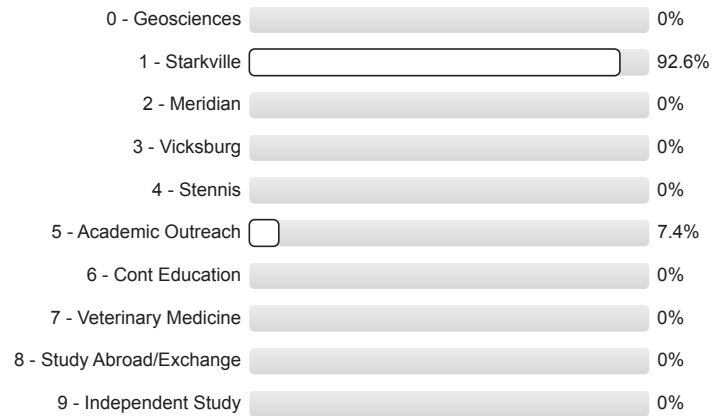 0 - Geosciences 0%
1 - Starkville 92.6%
2 - Meridian 0%
3 - Vicksburg 0%
4 - Stennis 0%
5 - Academic Outreach 7.4%
6 - Cont Education 0%
7 - Veterinary Medicine 0%
8 - Study Abroad/Exchange 0%
9 - Independent Study 0%